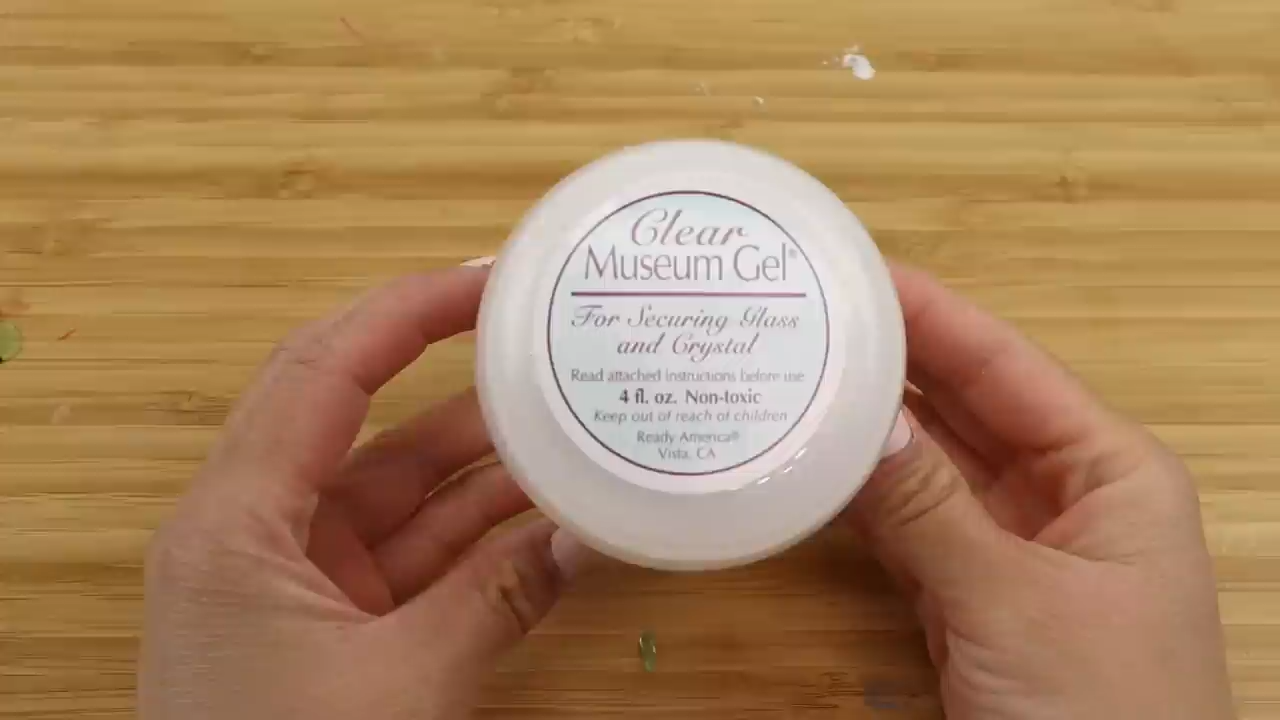 Clear
Museum Gel®
For Securing Glass
and Crystal
Read attached instructions before use
4 fl. oz. Non-toxic
Keep out of reach of children
Ready America®
Vista, CA